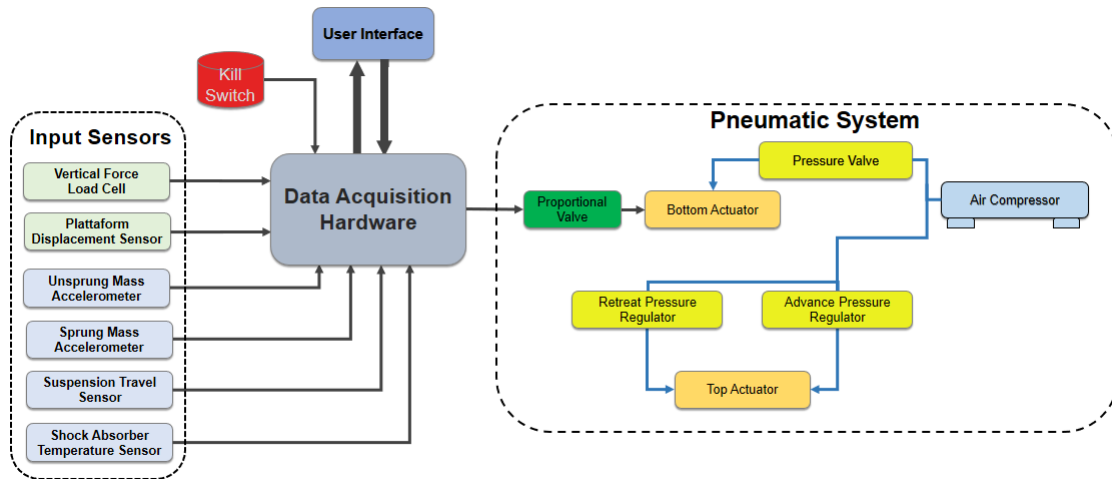 User Interface
Kill
Switch
Input Sensors
Vertical Force
Load Cell
Plattaform
Displacement Sensor
Unsprung Mass
Accelerometer
Sprung Mass
Accelerometer
Suspension Travel
Sensor
Shock Absorber
Temperature Sensor
Data Acquisition
Hardware
Pneumatic System
Pressure Valve
Air Compressor
Proportional
Valve
Bottom Actuator
Retreat Pressure
Regulator
Advance Pressure
Regulator
Top Actuator